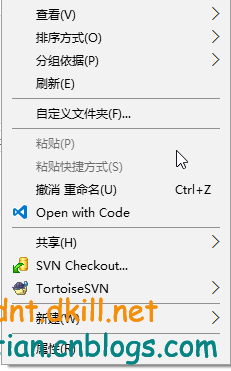 查看(V)
排序方式(O)
分组依据(P)
刷新(E)
自定义文件夹(F)...
粘贴(P)
粘贴快捷方式(S)
撤消 重命名(U) Ctrl+Z
Open with Code
共享(H)
SVN Checkout...
TortoiseSVN
dnt.dkill.net
新建(W)
tianonblogs.com
属性(R)